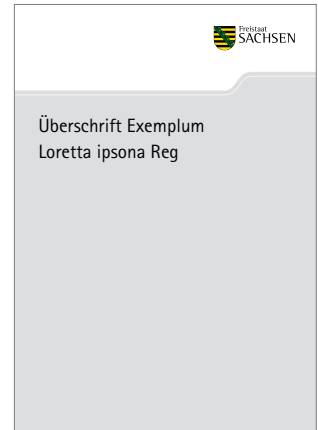 Freistaat
SACHSEN
Überschrift Exemplum
Loretta ipsona Reg